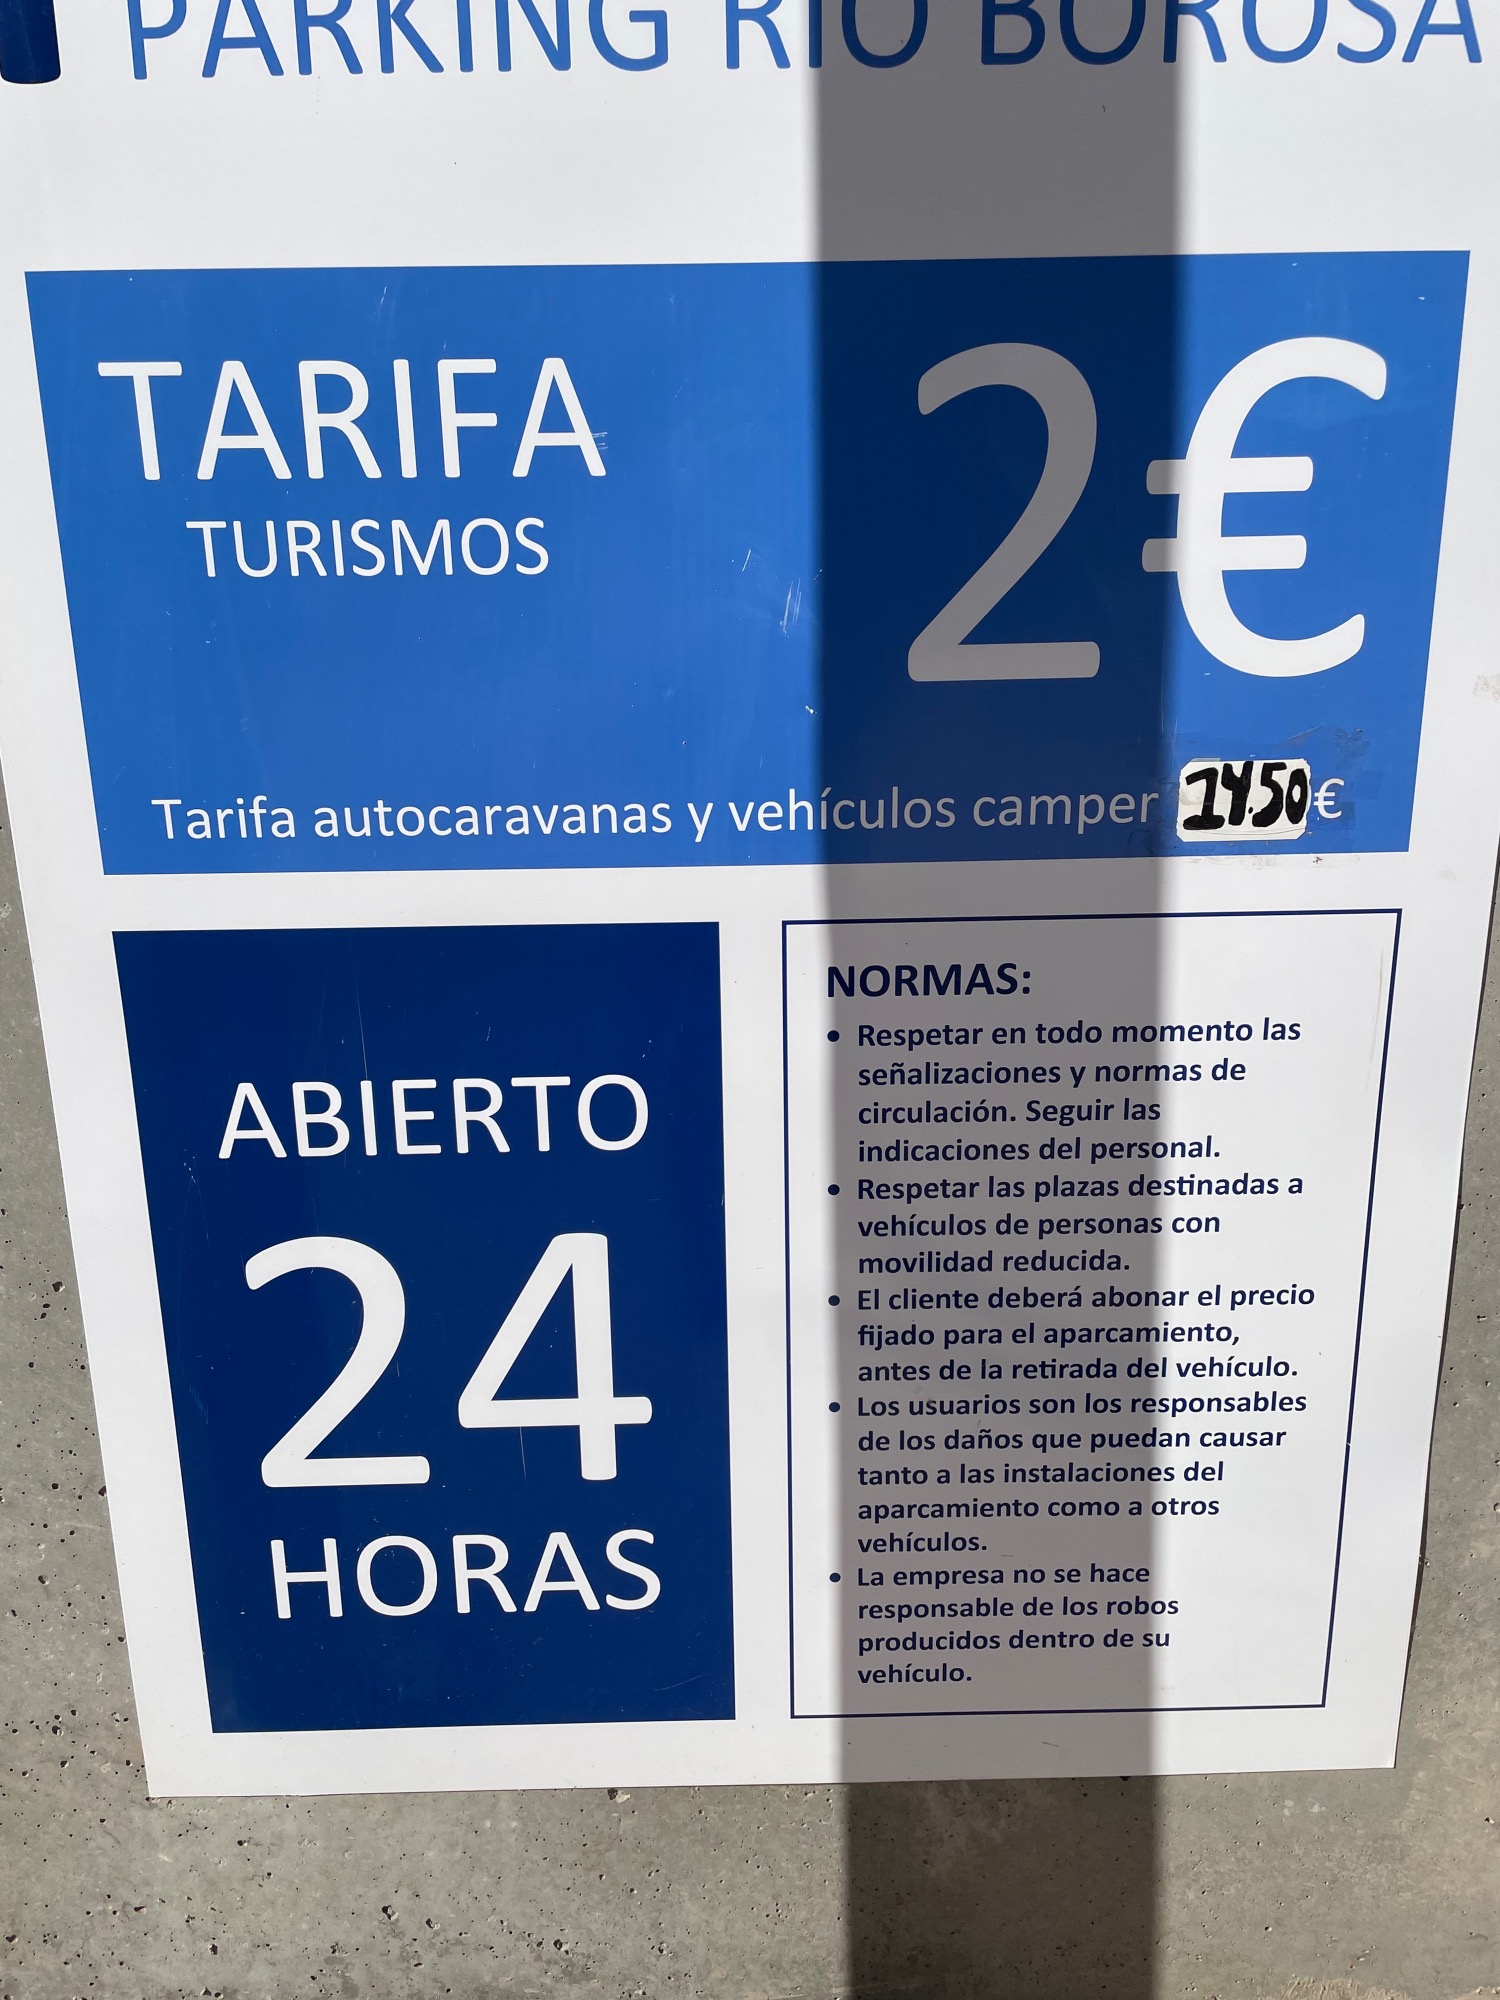 PARKING RÍO BOROSA
TARIFA
TURISMOS
2€
Tarifa autocaravanas y vehículos camper 14.50€
ABIERTO
24
HORAS
NORMAS:
• Respetar en todo momento las
señalizaciones y normas de
circulación. Seguir las
indicaciones del personal.
• Respetar las plazas destinadas a
vehículos de personas con
movilidad reducida.
• El cliente deberá abonar el precio
fijado para el aparcamiento,
antes de la retirada del vehículo.
• Los usuarios son los responsables
de los daños que puedan causar
tanto a las instalaciones del
aparcamiento como a otros
vehículos.
• La empresa no se hace
responsable de los robos
producidos dentro de su
vehículo.